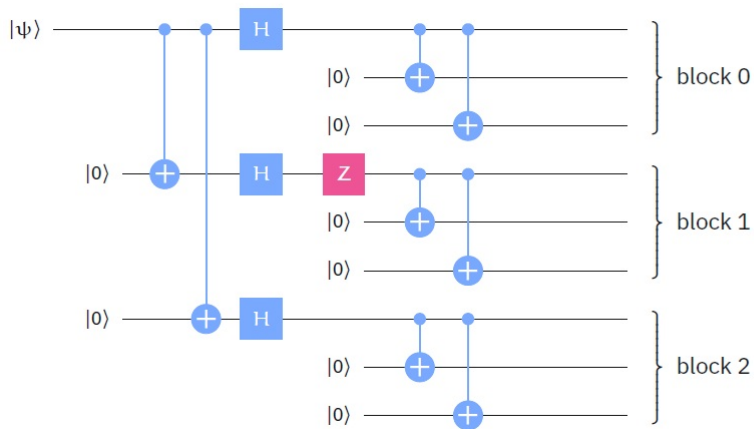 |ψ⟩ H
|0⟩ block 0
|0⟩
|0⟩ H Z
|0⟩ block 1
|0⟩
|0⟩ H
|0⟩ block 2
|0⟩